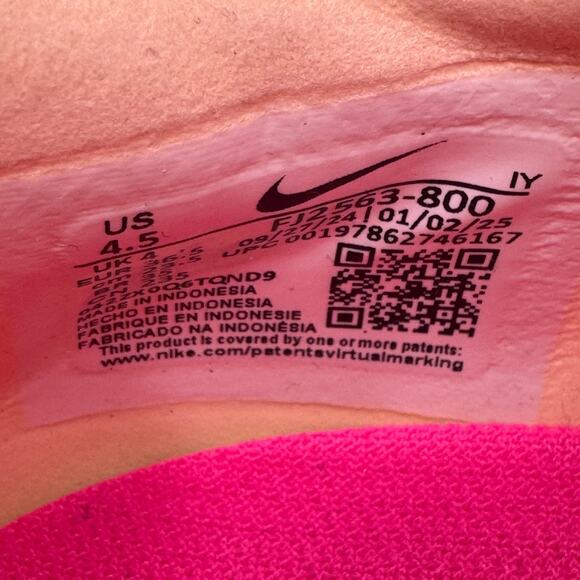 IY
US
4.5
FJ2563-800
09/27/24 | 01/02/25
UPC 00197862746167
UK 4
EUR
MADE IN INDONESIA
HECHO EN INDONESIA
FABRIQUE EN INDONESIE
FABRICADO NA INDONÉSIA
This product is covered by one or more patents:
www.nike.com/patentsvirtualmarking